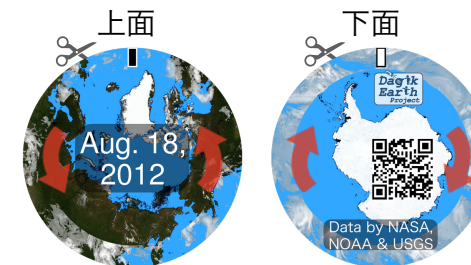 上面
下面
Aug. 18,
2012
Dagik
Earth
Project
Data by NASA,
NOAA & USGS